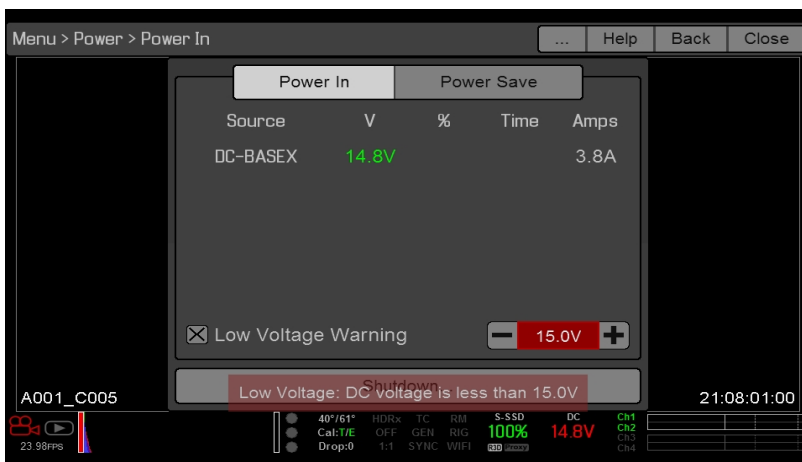 Menu > Power > Power In
... Help Back Close
Power In Power Save
Source V % Time Amps
DC-BASEX 14.8V 3.8A
Low Voltage Warning 15.0V
Shutdown...
Low Voltage: DC voltage is less than 15.0V
A001_C005 21:08:01:00
40°/61° HDRx TC RM S-SSD DC Ch1
Cal:T/E OFF GEN RIG 100% 14.8V Ch2
Drop:0 1:1 SYNC WIFI R3D Proxy Ch3
23.98FPS Ch4